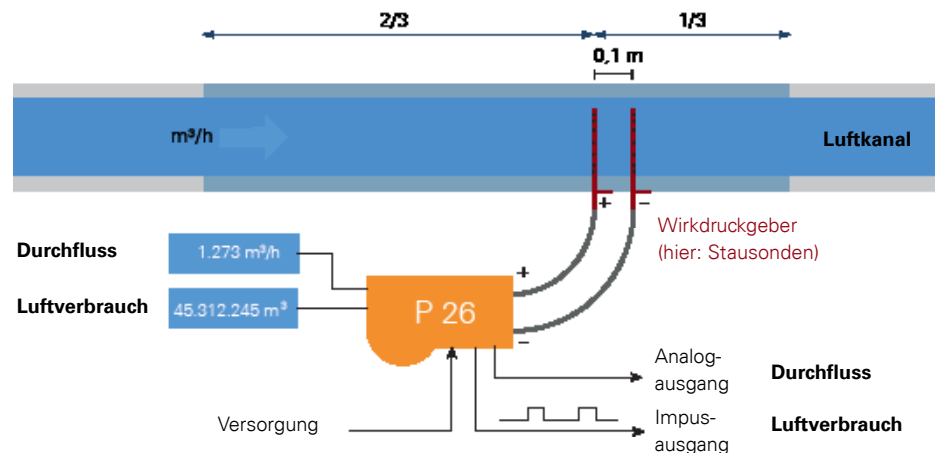 2/3
1/3
0,1 m
m³/h
Luftkanal
+
−
Wirkdruckgeber
(hier: Stausonden)
Durchfluss
1.273 m³/h
Luftverbrauch
45.312.245 m³
+
P 26
−
Analog-
ausgang
Durchfluss
Versorgung
Impus-
ausgang
Luftverbrauch